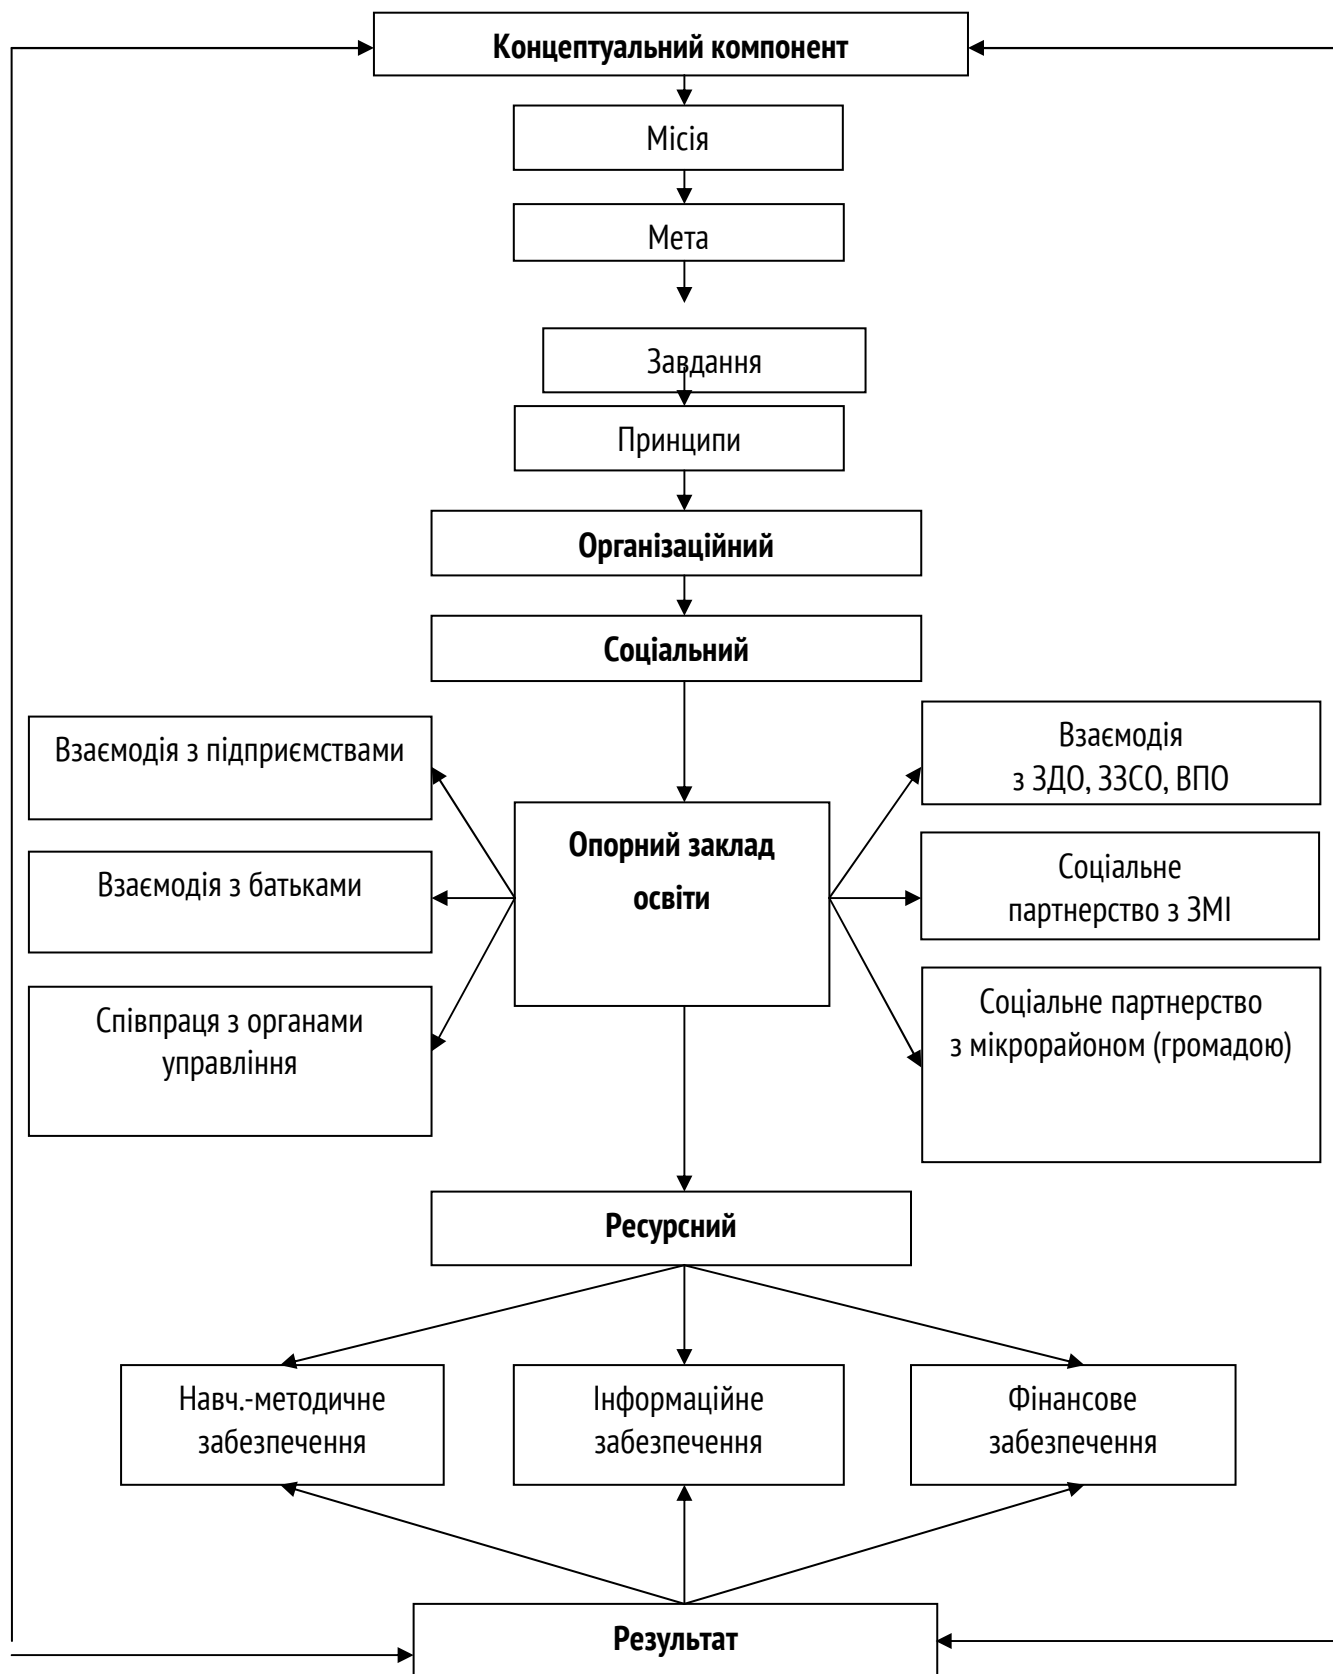 Концептуальний компонент
Місія
Мета
Завдання
Принципи
Організаційний
Соціальний
Взаємодія з підприємствами
Взаємодія з батьками
Співпраця з органами
управління
Опорний заклад
освіти
Взаємодія
з ЗДО, ЗЗСО, ВПО
Соціальне
партнерство з ЗМІ
Соціальне партнерство
з мікрорайоном (громадою)
Ресурсний
Навч.-методичне
забезпечення
Інформаційне
забезпечення
Фінансове
забезпечення
Результат